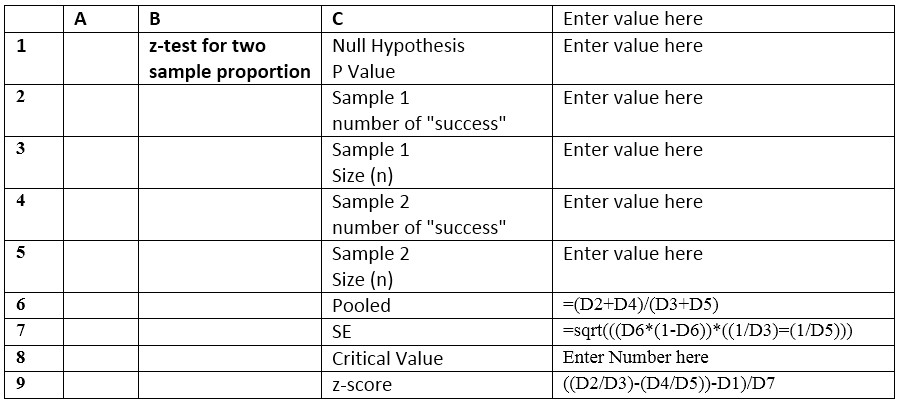 A B C Enter value here
1 z-test for two Null Hypothesis Enter value here
sample proportion P Value
2 Sample 1 Enter value here
number of "success"
3 Sample 1 Enter value here
Size (n)
4 Sample 2 Enter value here
number of "success"
5 Sample 2 Enter value here
Size (n)
6 Pooled =(D2+D4)/(D3+D5)
7 SE =sqrt(((D6*(1-D6))*((1/D3)=(1/D5)))
8 Critical Value Enter Number here
9 z-score ((D2/D3)-(D4/D5))-D1)/D7